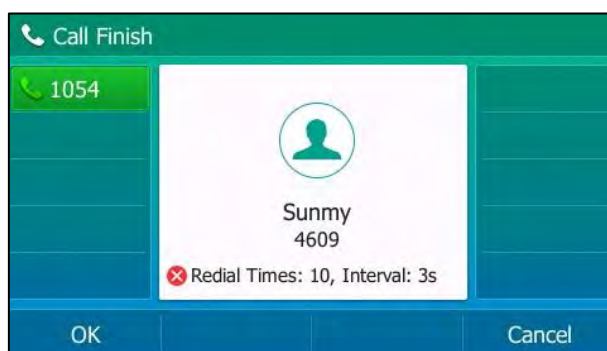 Call Finish
1054
Sunmy
4609
Redial Times: 10, Interval: 3s
OK
Cancel